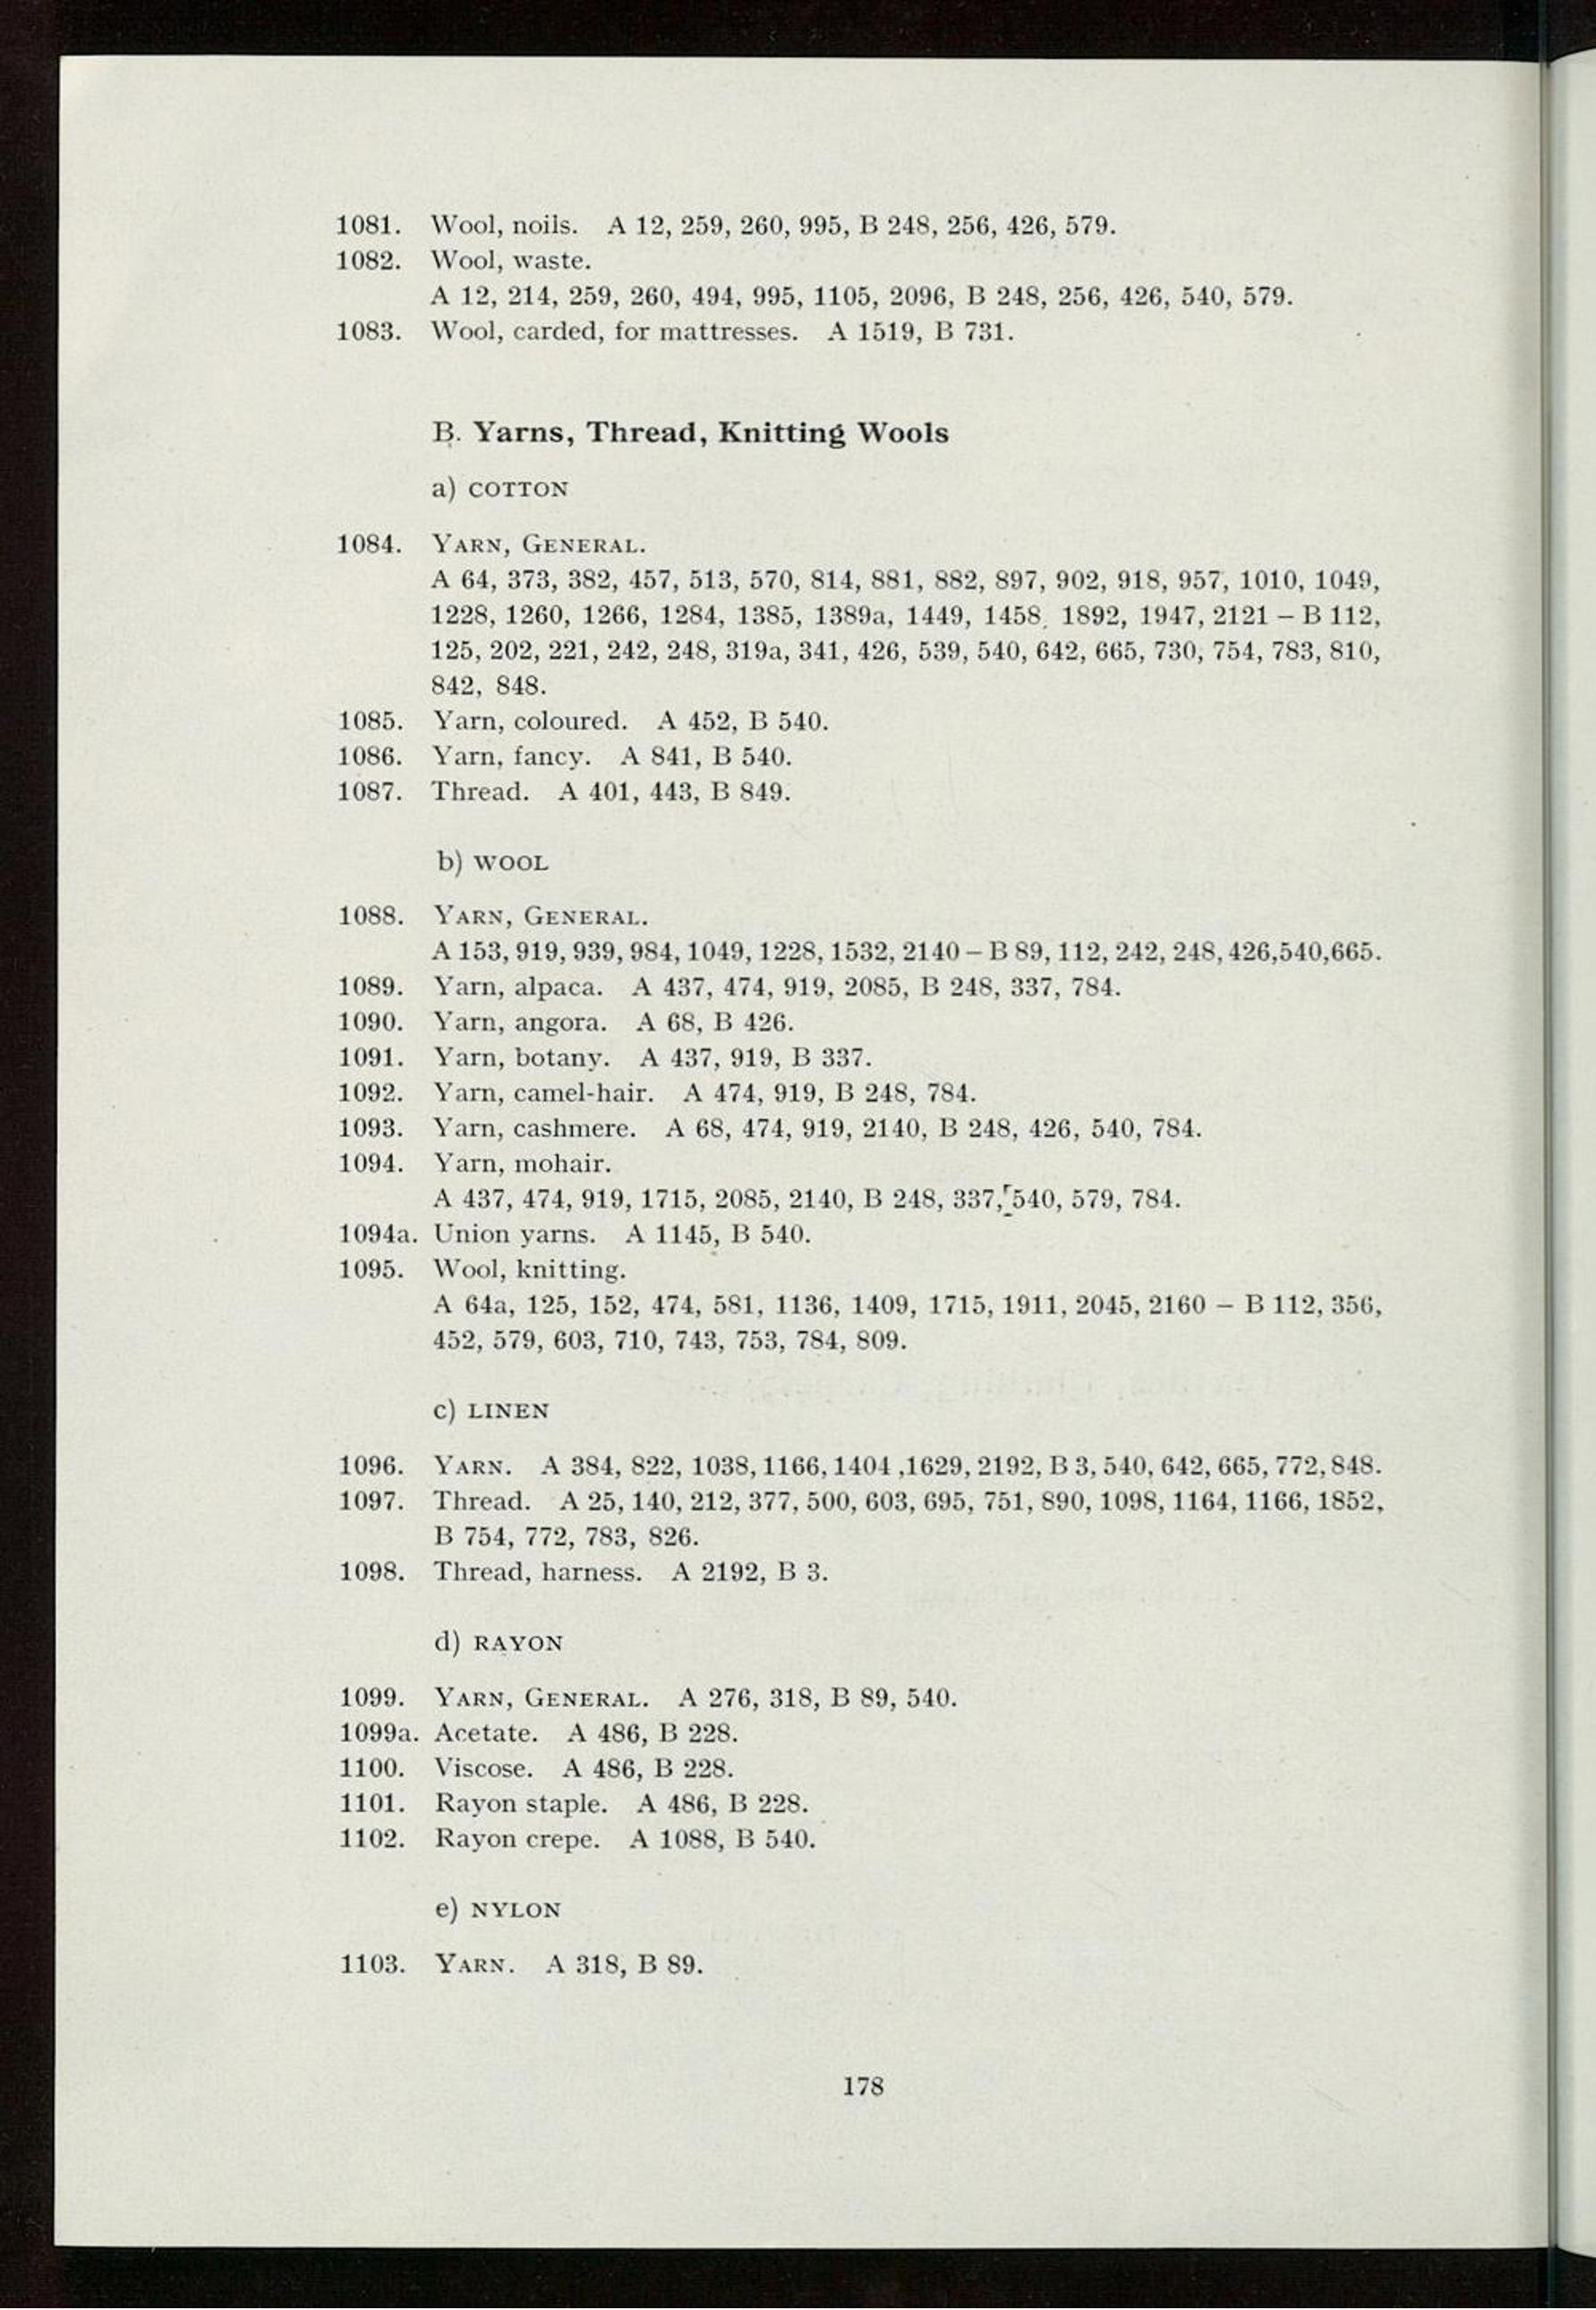 1081. Wool, noils. A 12, 259, 260, 995, B 248, 256, 426, 579.
1082. Wool, waste.
A 12, 214, 259, 260, 494, 995, 1105, 2096, B 248, 256, 426, 540, 579.
1083. Wool, carded, for mattresses. A 1519, B 731.
B. Yarns, Thread, Knitting Wools
a) COTTON
1084. YARN, GENERAL.
A 64, 373, 382, 457, 513, 570, 814, 881, 882, 897, 902, 918, 957, 1010, 1049,
1228, 1260, 1266, 1284, 1385, 1389a, 1449, 1458, 1892, 1947, 2121 – B 112,
125, 202, 221, 242, 248, 319a, 341, 426, 539, 540, 642, 665, 730, 754, 783, 810,
842, 848.
1085. Yarn, coloured. A 452, B 540.
1086. Yarn, fancy. A 841, B 540.
1087. Thread. A 401, 443, B 849.
b) WOOL
1088. YARN, GENERAL.
A 153, 919, 939, 984, 1049, 1228, 1532, 2140 – B 89, 112, 242, 248, 426,540,665.
1089. Yarn, alpaca. A 437, 474, 919, 2085, B 248, 337, 784.
1090. Yarn, angora. A 68, B 426.
1091. Yarn, botany. A 437, 919, B 337.
1092. Yarn, camel-hair. A 474, 919, B 248, 784.
1093. Yarn, cashmere. A 68, 474, 919, 2140, B 248, 426, 540, 784.
1094. Yarn, mohair.
A 437, 474, 919, 1715, 2085, 2140, B 248, 337, 540, 579, 784.
1094a. Union yarns. A 1145, B 540.
1095. Wool, knitting.
A 64a, 125, 152, 474, 581, 1136, 1409, 1715, 1911, 2045, 2160 – B 112, 356,
452, 579, 603, 710, 743, 753, 784, 809.
c) LINEN
1096. YARN. A 384, 822, 1038, 1166, 1404 ,1629, 2192, B 3, 540, 642, 665, 772, 848.
1097. Thread. A 25, 140, 212, 377, 500, 603, 695, 751, 890, 1098, 1164, 1166, 1852,
B 754, 772, 783, 826.
1098. Thread, harness. A 2192, B 3.
d) RAYON
1099. YARN, GENERAL. A 276, 318, B 89, 540.
1099a. Acetate. A 486, B 228.
1100. Viscose. A 486, B 228.
1101. Rayon staple. A 486, B 228.
1102. Rayon crepe. A 1088, B 540.
e) NYLON
1103. YARN. A 318, B 89.
178